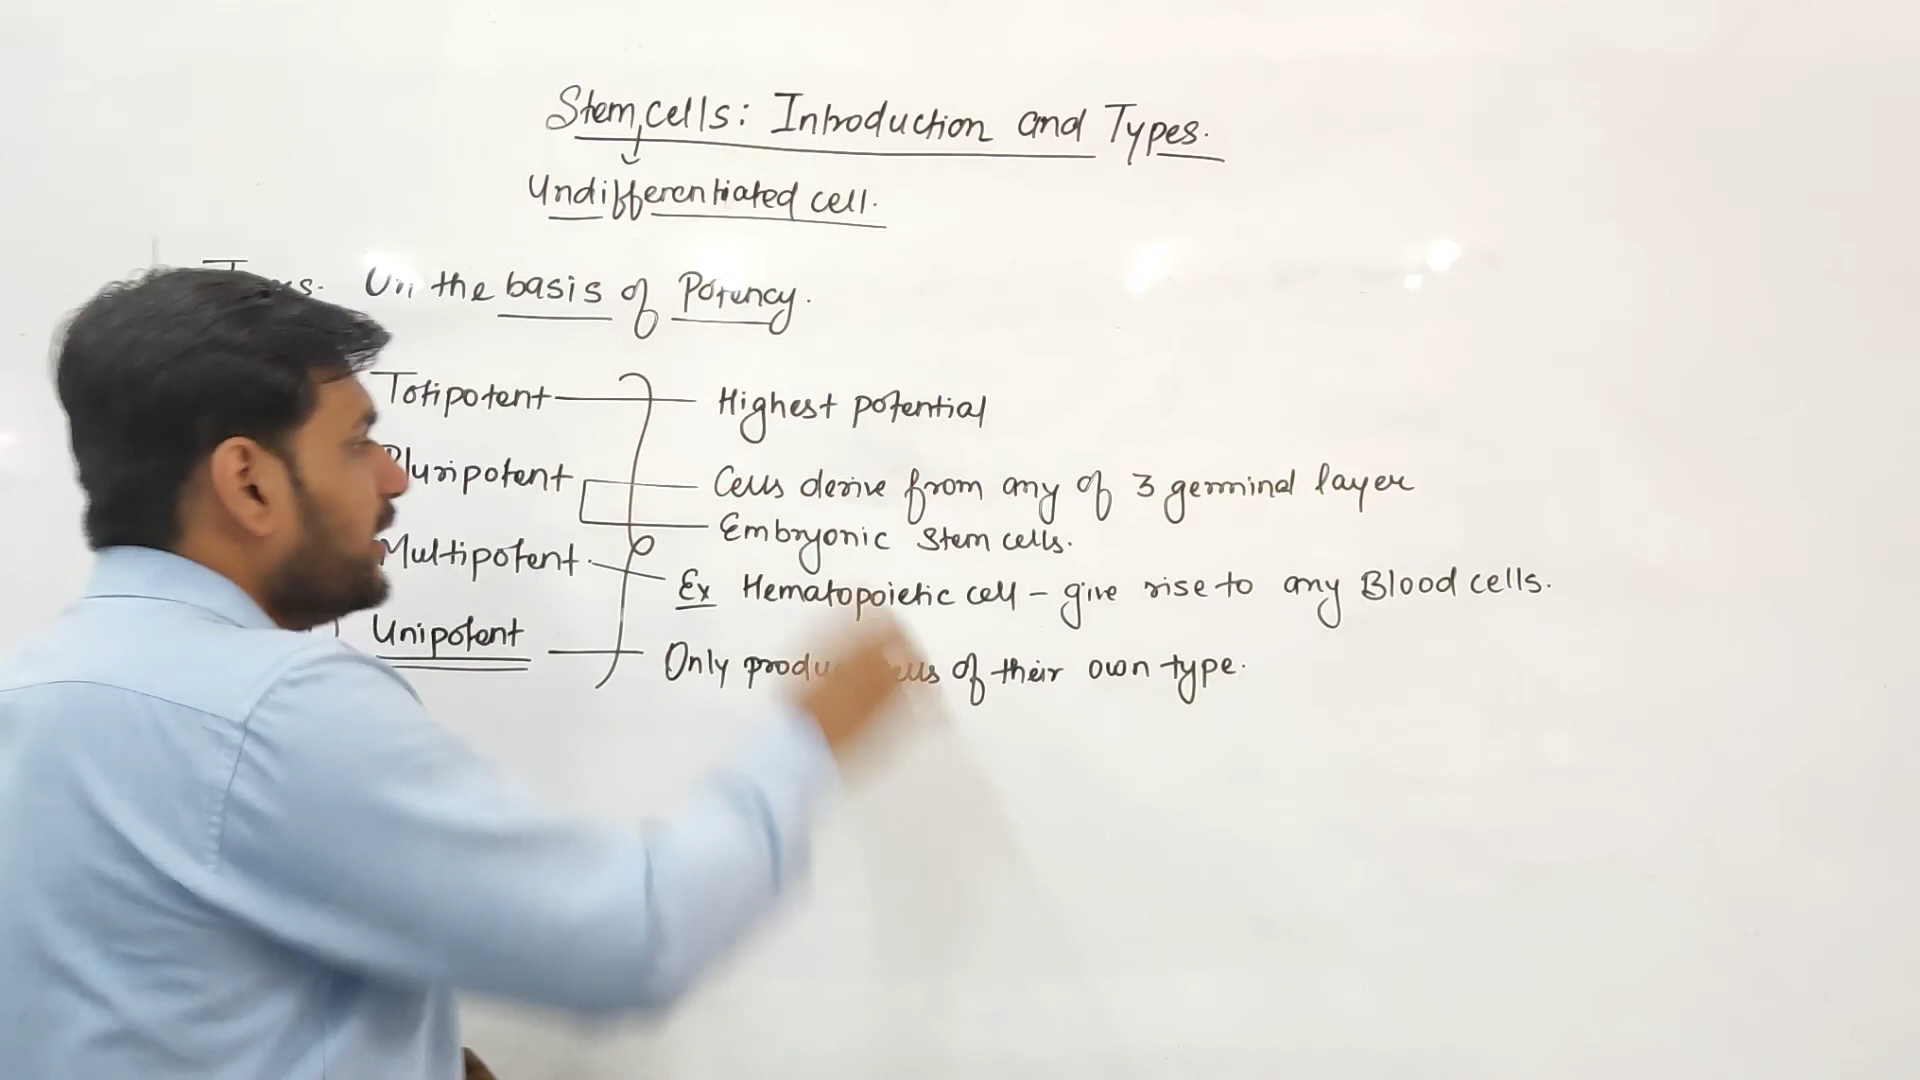 Stem cells: Introduction and Types.
Undifferentiated cell.
On the basis of Potency.
Totipotent Highest potential
Pluripotent Cells derive from any of 3 germinal layer
Embryonic Stem cells.
Multipotent. Ex Hematopoietic cell - give rise to any Blood cells.
Unipotent Only of their own type.